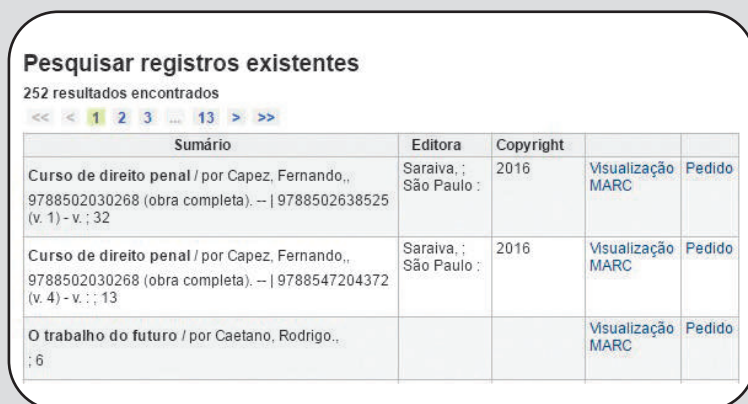 Pesquisar registros existentes
252 resultados encontrados
<< < 1 2 3 ... 13 > >>
Sumário Editora Copyright
Curso de direito penal / por Capez, Fernando,, Saraiva, ; 2016 Visualização Pedido
São Paulo : MARC
9788502030268 (obra completa). -- | 9788502638525
(v. 1) - v. ; 32
Curso de direito penal / por Capez, Fernando,, Saraiva, ; 2016 Visualização Pedido
São Paulo : MARC
9788502030268 (obra completa). -- | 9788547204372
(v. 4) - v. : ; 13
O trabalho do futuro / por Caetano, Rodrigo., Visualização Pedido
MARC
; 6